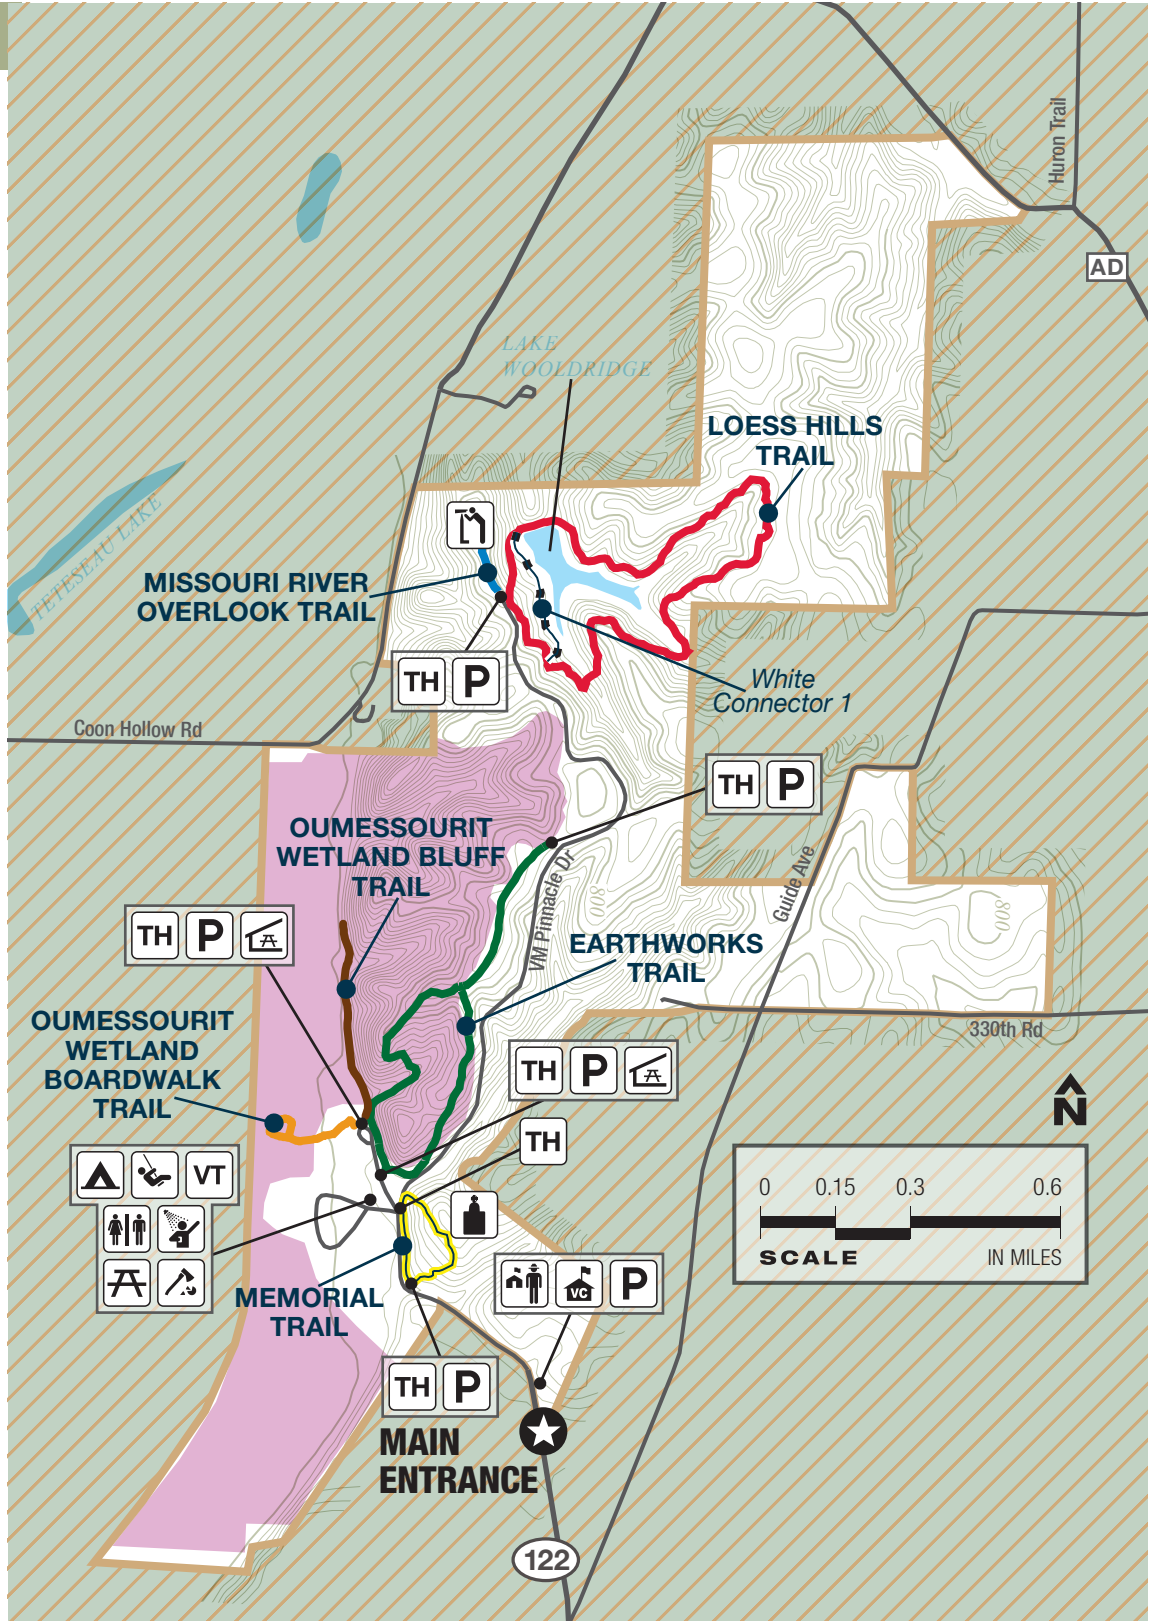 Huron Trail
AD
LAKE
WOOLDRIDGE
LOESS HILLS
TRAIL
TETESEAU LAKE
MISSOURI RIVER
OVERLOOK TRAIL
TH P
White
Connector 1
Coon Hollow Rd
TH P
OUMESSOURIT
WETLAND BLUFF
TRAIL
VM Pinnacle Dr
808
Guide Ave
808
TH P
EARTHWORKS
TRAIL
OUMESSOURIT
WETLAND
BOARDWALK
TRAIL
330th Rd
TH P
TH
N
VT
0 0.15 0.3 0.6
SCALE IN MILES
MEMORIAL
TRAIL
VC P
TH P
MAIN
ENTRANCE
122